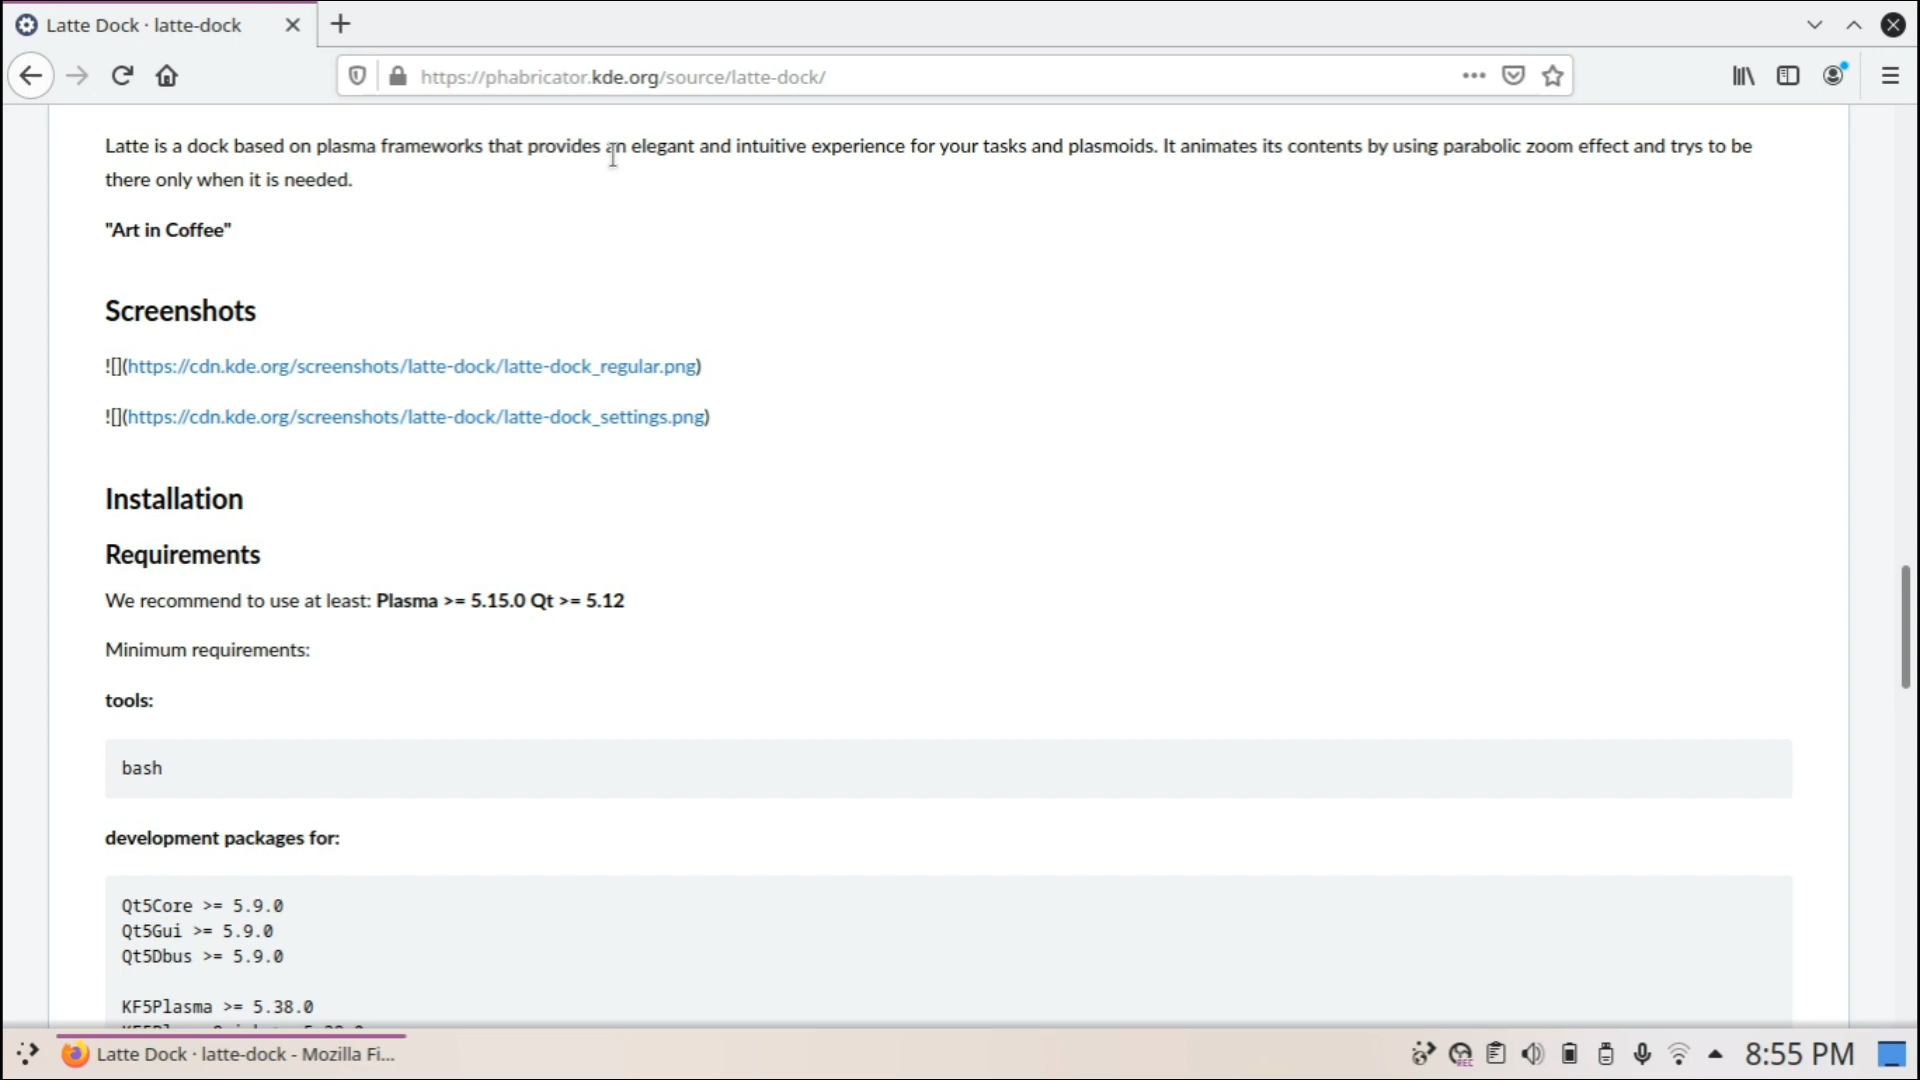 Latte Dock · latte-dock
https://phabricator.kde.org/source/latte-dock/
Latte is a dock based on plasma frameworks that provides an elegant and intuitive experience for your tasks and plasmoids. It animates its contents by using parabolic zoom effect and trys to be
there only when it is needed.
"Art in Coffee"
Screenshots
![](https://cdn.kde.org/screenshots/latte-dock/latte-dock_regular.png)
![](https://cdn.kde.org/screenshots/latte-dock/latte-dock_settings.png)
Installation
Requirements
We recommend to use at least: Plasma >= 5.15.0 Qt >= 5.12
Minimum requirements:
tools:
bash
development packages for:
Qt5Core >= 5.9.0
Qt5Gui >= 5.9.0
Qt5Dbus >= 5.9.0
KF5Plasma >= 5.38.0
Latte Dock · latte-dock - Mozilla Fi...
REC
8:55 PM